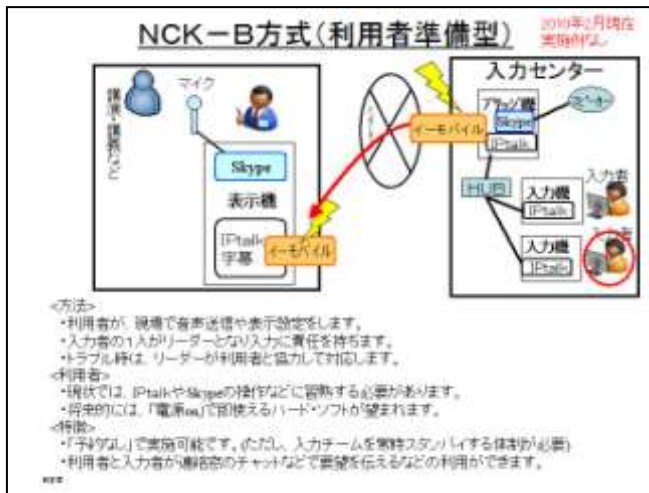 NCK－B方式(利用者準備型)
2010年2月現在
実施例なし
講演・講義など
マイク
Skype
表示機
IPtalk
字幕
イーモバイル
イーモバイル
入力センター
ブラッジ機
Skype
IPtalk
スピーカー
HUB
入力機
IPtalk
入力者
入力機
IPtalk
入力者
<方法>
・利用者が、現場で音声送信や表示設定をします。
・入力者の1人がリーダーとなり入力に責任を持ちます。
・トラブル時は、リーダーが利用者と協力して対応します。
<利用者>
・現状では、IPtalkやSkypeの操作などに習熟する必要があります。
・将来的には、「電源on」で即使えるハード・ソフトが望まれます。
<特徴>
・「予約なし」で実施可能です。(ただし、入力チームを常時スタンバイする体制が必要)
・利用者と入力者が連絡窓のチャットなどで要望を伝えるなどの利用ができます。